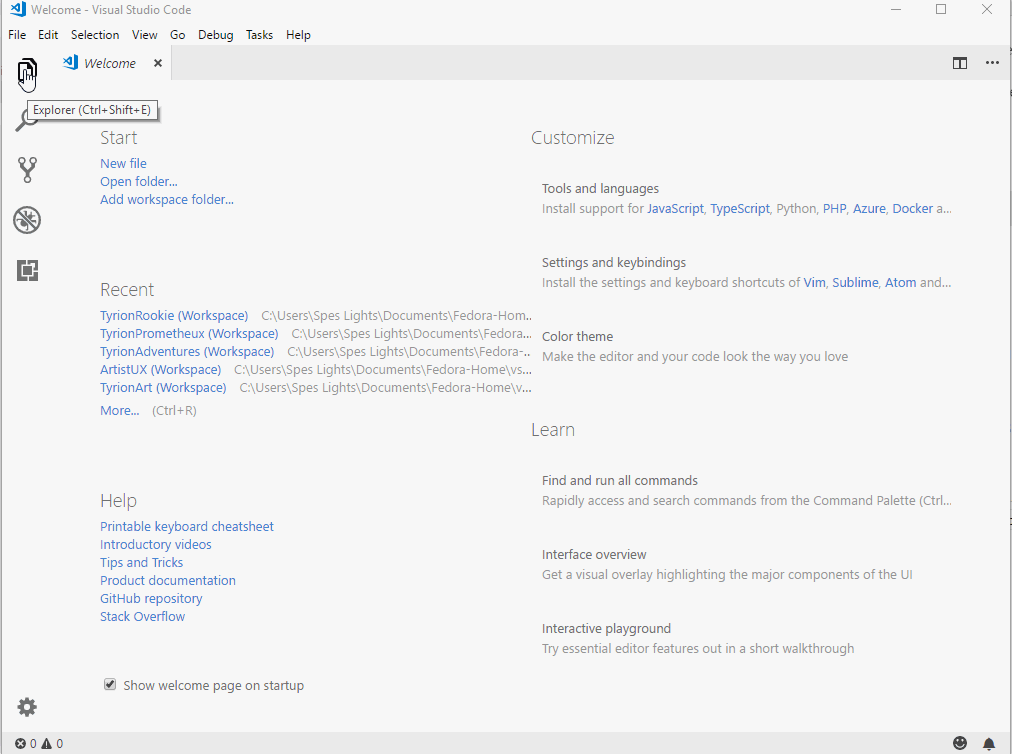 Welcome - Visual Studio Code
File Edit Selection View Go Debug Tasks Help
Welcome
Explorer (Ctrl+Shift+E)
Start
New file
Open folder...
Add workspace folder...
Recent
TyrionRookie (Workspace) C:\Users\Spes Lights\Documents\Fedora-Hom...
TyrionPrometheux (Workspace) C:\Users\Spes Lights\Documents\Fedora...
TyrionAdventures (Workspace) C:\Users\Spes Lights\Documents\Fedora-...
ArtistUX (Workspace) C:\Users\Spes Lights\Documents\Fedora-Home\vs...
TyrionArt (Workspace) C:\Users\Spes Lights\Documents\Fedora-Home\v...
More... (Ctrl+R)
Help
Printable keyboard cheatsheet
Introductory videos
Tips and Tricks
Product documentation
GitHub repository
Stack Overflow
Show welcome page on startup
Customize
Tools and languages
Install support for JavaScript, TypeScript, Python, PHP, Azure, Docker a...
Settings and keybindings
Install the settings and keyboard shortcuts of Vim, Sublime, Atom and...
Color theme
Make the editor and your code look the way you love
Learn
Find and run all commands
Rapidly access and search commands from the Command Palette (Ctrl...
Interface overview
Get a visual overlay highlighting the major components of the UI
Interactive playground
Try essential editor features out in a short walkthrough
0 0